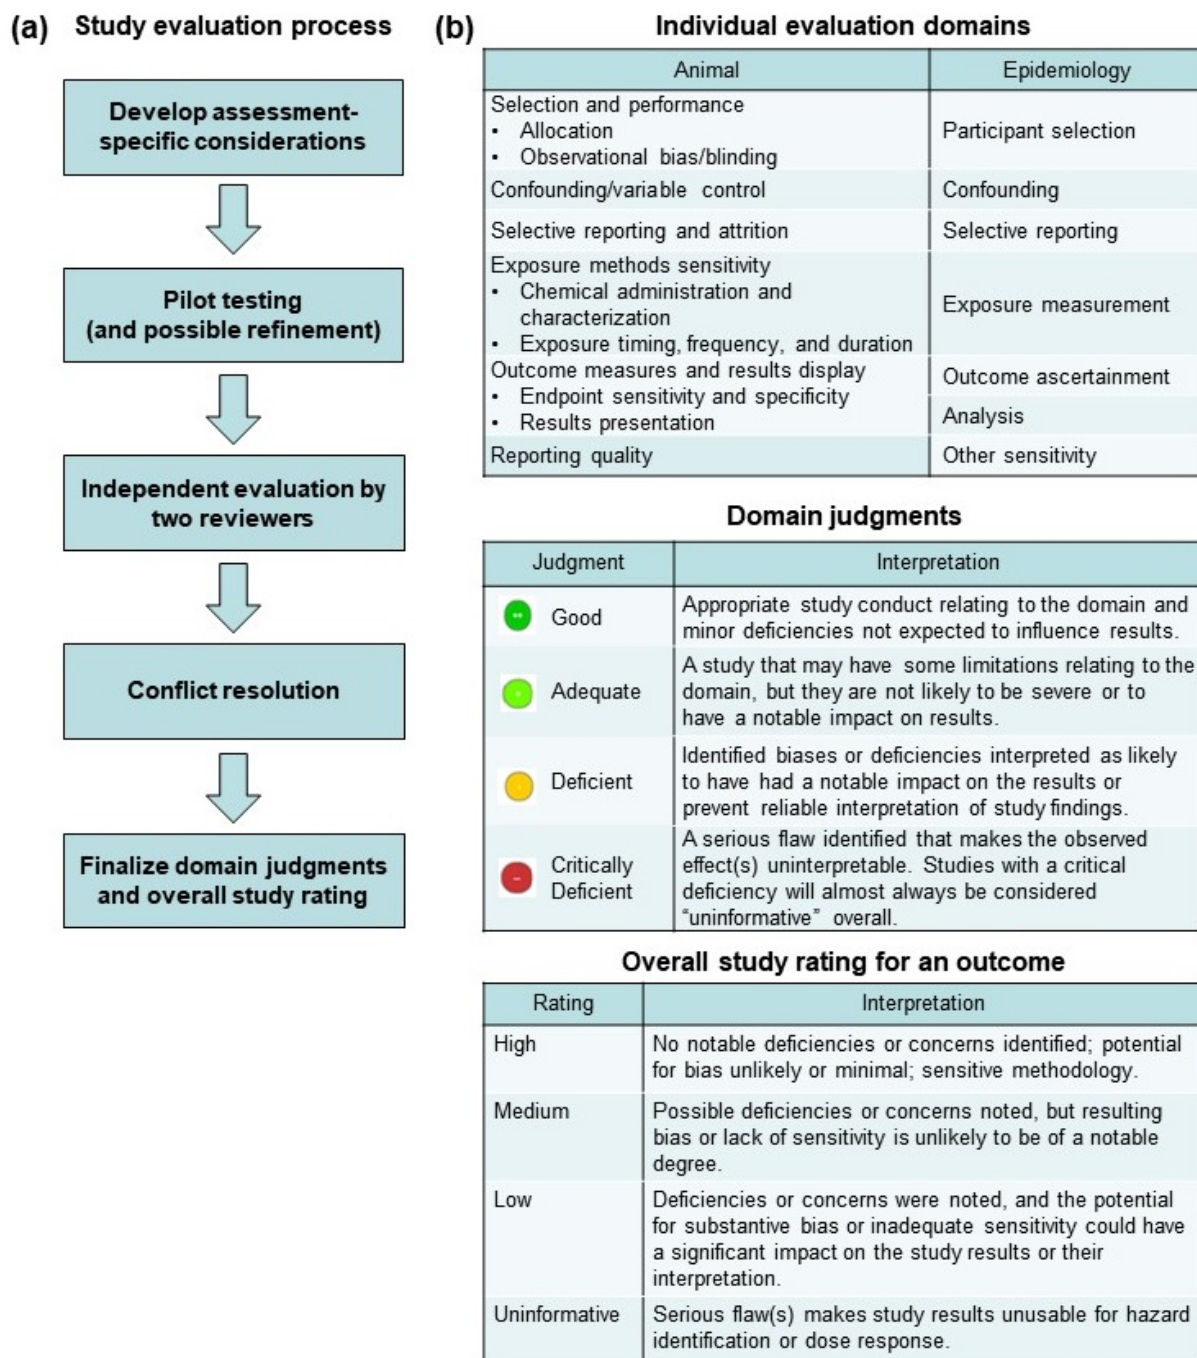 (a) Study evaluation process
Develop assessment-
specific considerations
Pilot testing
(and possible refinement)
Independent evaluation by
two reviewers
Conflict resolution
Finalize domain judgments
and overall study rating
(b) Individual evaluation domains
Animal Epidemiology
Selection and performance
• Allocation
• Observational bias/blinding
Participant selection
Confounding/variable control Confounding
Selective reporting and attrition Selective reporting
Exposure methods sensitivity
• Chemical administration and
characterization
• Exposure timing, frequency, and duration
Exposure measurement
Outcome measures and results display
• Endpoint sensitivity and specificity
• Results presentation
Outcome ascertainment
Analysis
Reporting quality Other sensitivity
Domain judgments
Judgment Interpretation
Good
Appropriate study conduct relating to the domain and
minor deficiencies not expected to influence results.
Adequate
A study that may have some limitations relating to the
domain, but they are not likely to be severe or to
have a notable impact on results.
Deficient
Identified biases or deficiencies interpreted as likely
to have had a notable impact on the results or
prevent reliable interpretation of study findings.
Critically
Deficient
A serious flaw identified that makes the observed
effect(s) uninterpretable. Studies with a critical
deficiency will almost always be considered
“uninformative” overall.
Overall study rating for an outcome
Rating Interpretation
High
No notable deficiencies or concerns identified; potential
for bias unlikely or minimal; sensitive methodology.
Medium
Possible deficiencies or concerns noted, but resulting
bias or lack of sensitivity is unlikely to be of a notable
degree.
Low
Deficiencies or concerns were noted, and the potential
for substantive bias or inadequate sensitivity could have
a significant impact on the study results or their
interpretation.
Uninformative
Serious flaw(s) makes study results unusable for hazard
identification or dose response.